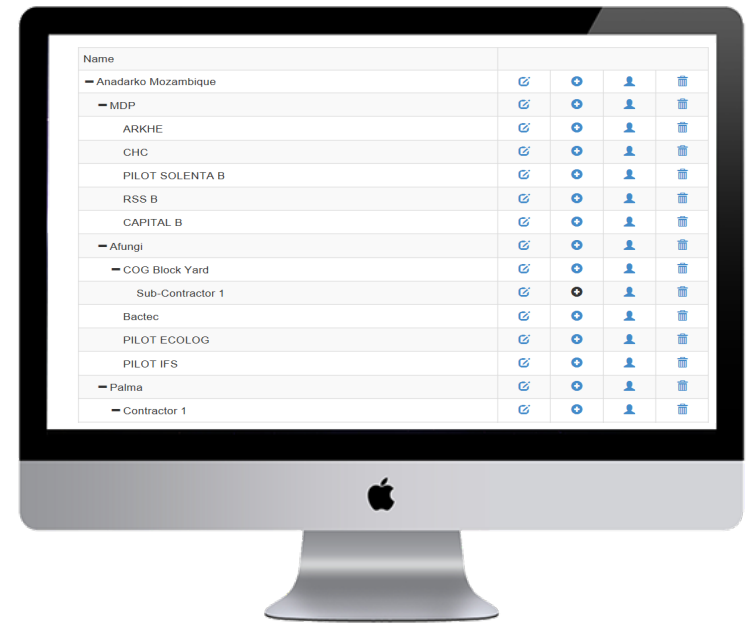 Name
Anadarko Mozambique
MDP
ARKHE
CHC
PILOT SOLENTA B
RSS B
CAPITAL B
Afungi
COG Block Yard
Sub-Contractor 1
Bactec
PILOT ECOLOG
PILOT IFS
Palma
Contractor 1